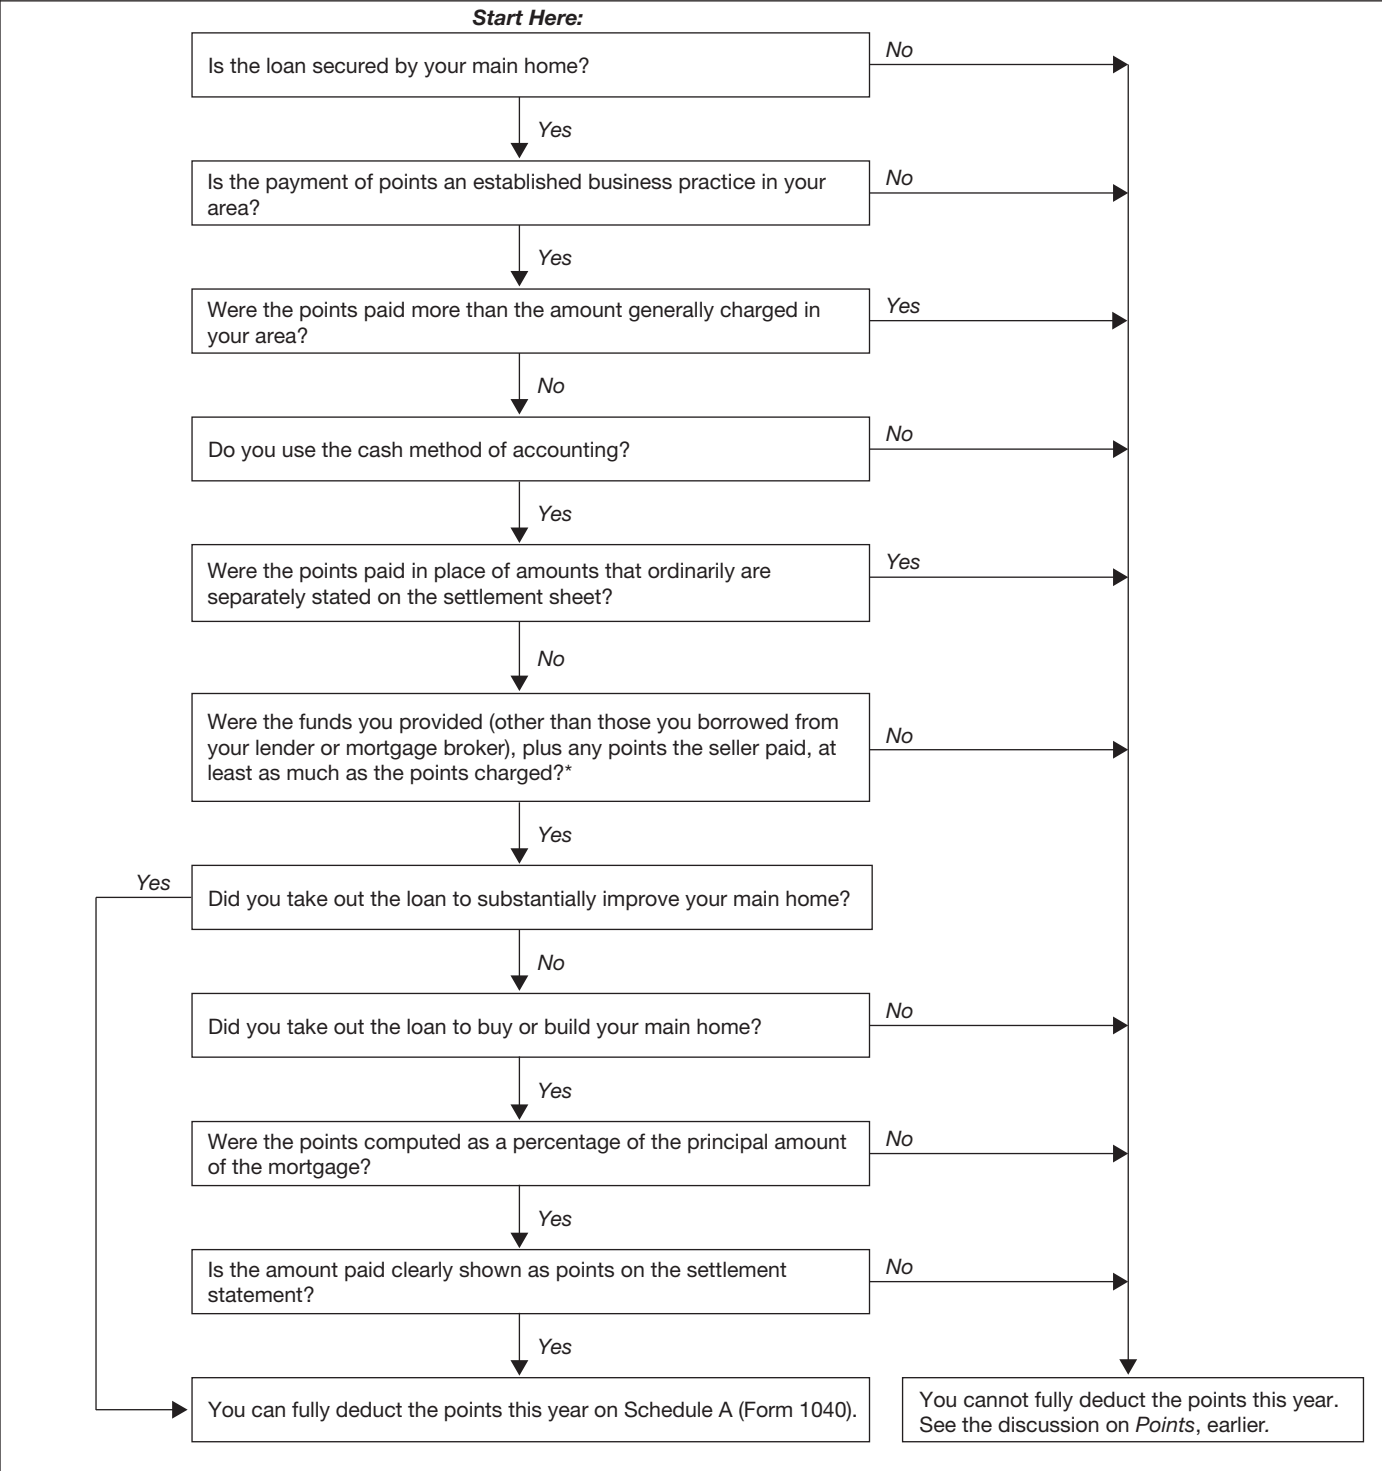 Start Here:
Is the loan secured by your main home?
No
Yes
Is the payment of points an established business practice in your
area?
No
Yes
Were the points paid more than the amount generally charged in
your area?
Yes
No
Do you use the cash method of accounting?
No
Yes
Were the points paid in place of amounts that ordinarily are
separately stated on the settlement sheet?
Yes
No
Were the funds you provided (other than those you borrowed from
your lender or mortgage broker), plus any points the seller paid, at
least as much as the points charged?*
No
Yes
Yes
Did you take out the loan to substantially improve your main home?
No
Did you take out the loan to buy or build your main home?
No
Yes
Were the points computed as a percentage of the principal amount
of the mortgage?
No
Yes
Is the amount paid clearly shown as points on the settlement
statement?
No
Yes
You can fully deduct the points this year on Schedule A (Form 1040).
You cannot fully deduct the points this year.
See the discussion on Points, earlier.